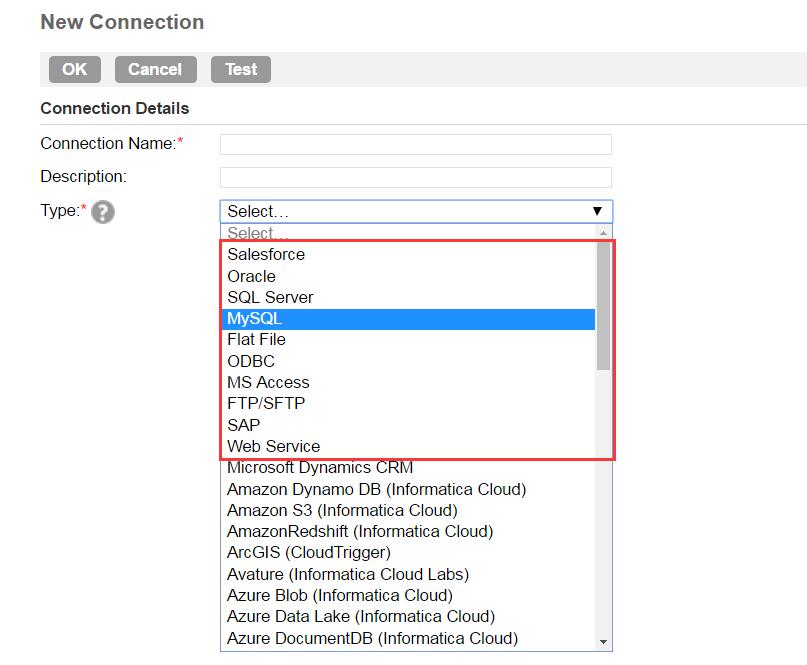 New Connection
OK Cancel Test
Connection Details
Connection Name:*
Description:
Type:* ? Select...
Select...
Salesforce
Oracle
SQL Server
MySQL
Flat File
ODBC
MS Access
FTP/SFTP
SAP
Web Service
Microsoft Dynamics CRM
Amazon Dynamo DB (Informatica Cloud)
Amazon S3 (Informatica Cloud)
AmazonRedshift (Informatica Cloud)
ArcGIS (CloudTrigger)
Avature (Informatica Cloud Labs)
Azure Blob (Informatica Cloud)
Azure Data Lake (Informatica Cloud)
Azure DocumentDB (Informatica Cloud)